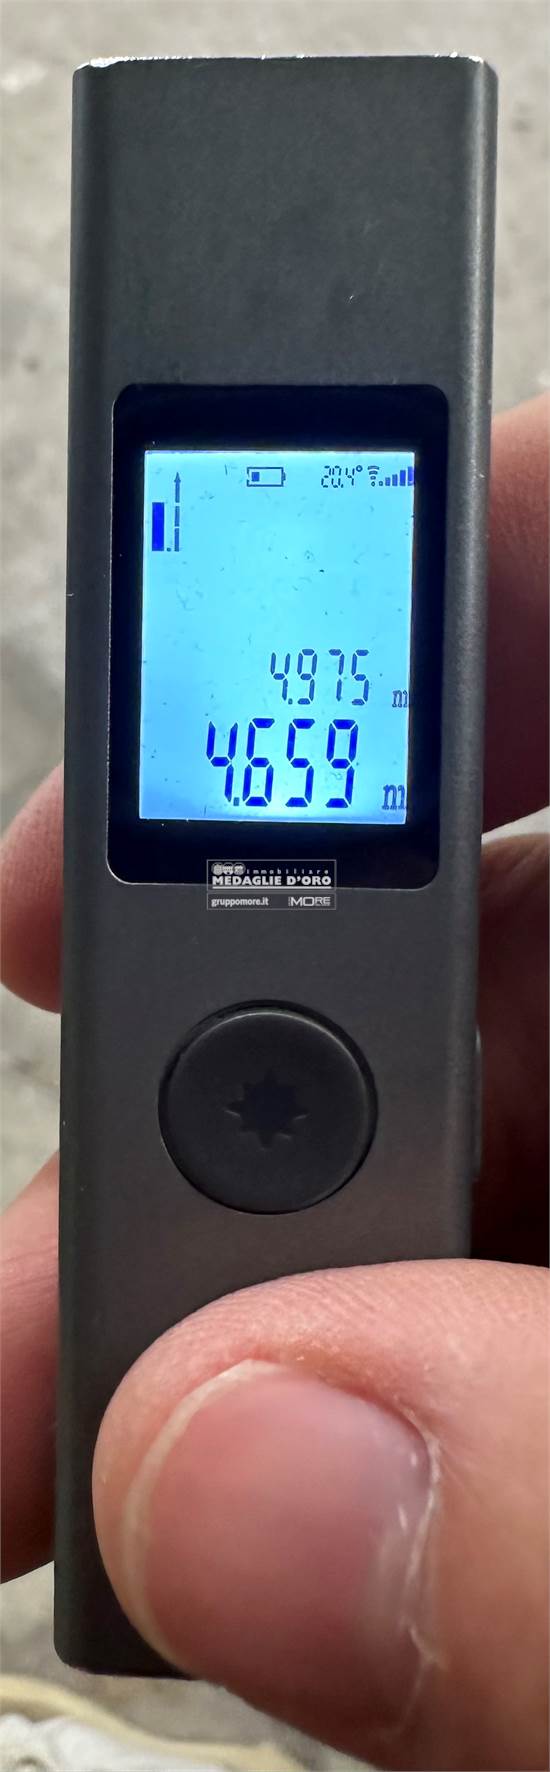 20.4°
4.975 m
4.659 m
immobiliare
MEDAGLIE D'ORO
gruppomore.it MORE